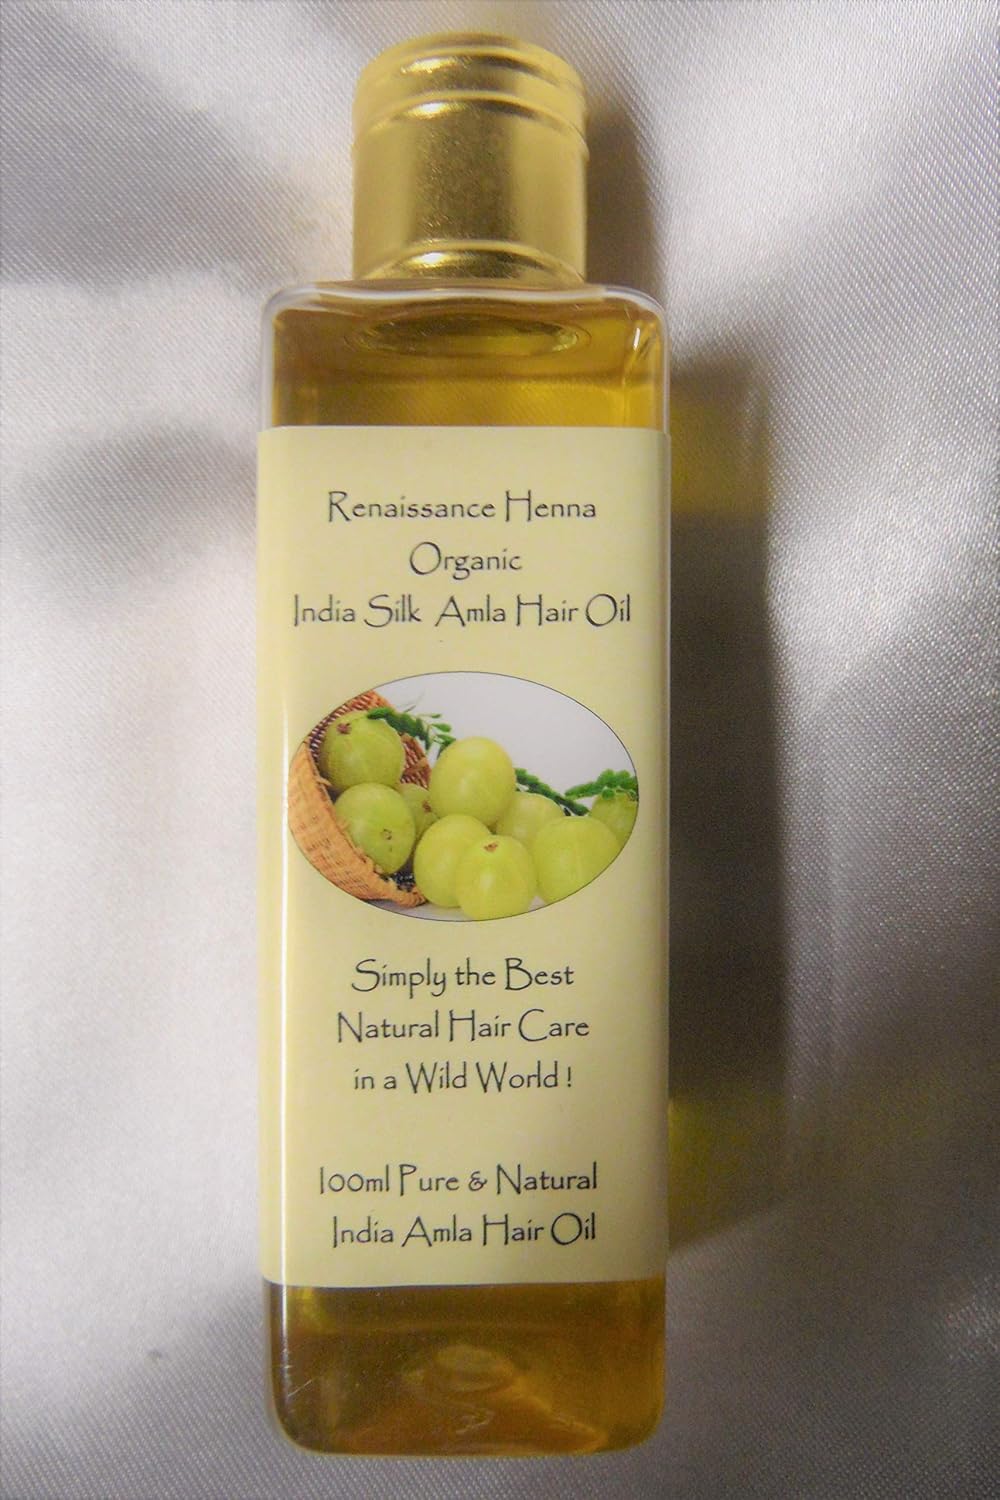 Renaissance Henna
Organic
India Silk Amla Hair Oil
Simply the Best
Natural Hair Care
in a Wild World !
100ml Pure & Natural
India Amla Hair Oil